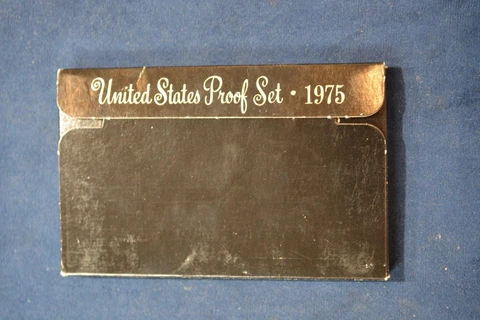 United States Proof Set • 1975